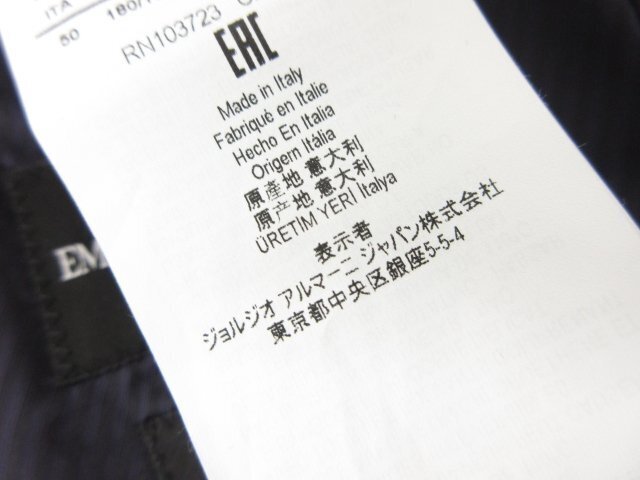 ITA
50 180/
RN103723 C
EAC
Made in Italy
Fabriqué en Italie
Hecho En Italia
Origem Itália
原產地 意大利
原产地 意大利
ÜRETİM YERİ İtalya
表示者
ジョルジオ アルマーニ ジャパン株式会社
東京都中央区銀座5-5-4
EM